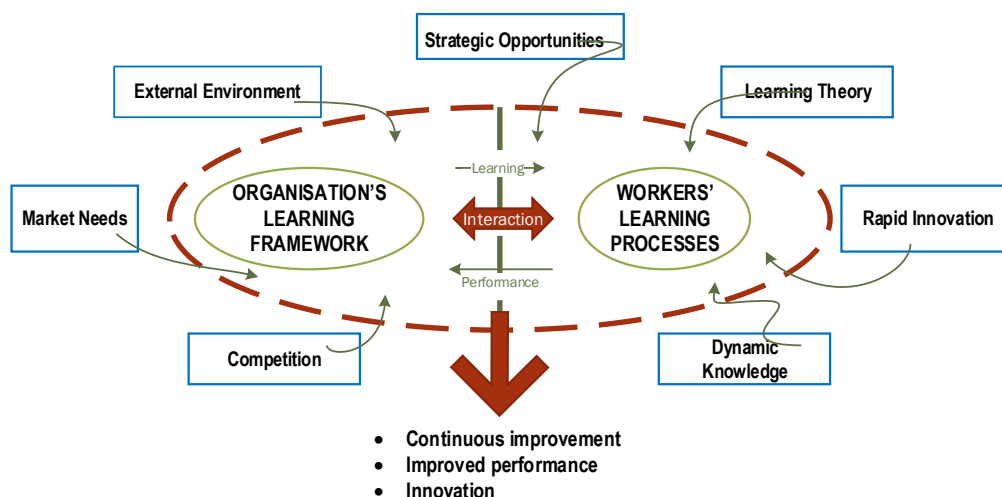 Strategic Opportunities
External Environment
Learning Theory
Learning
ORGANISATION’S
LEARNING
FRAMEWORK
WORKERS’
LEARNING
PROCESSES
Market Needs
Interaction
Rapid Innovation
Performance
Competition
Dynamic
Knowledge
• Continuous improvement
• Improved performance
• Innovation